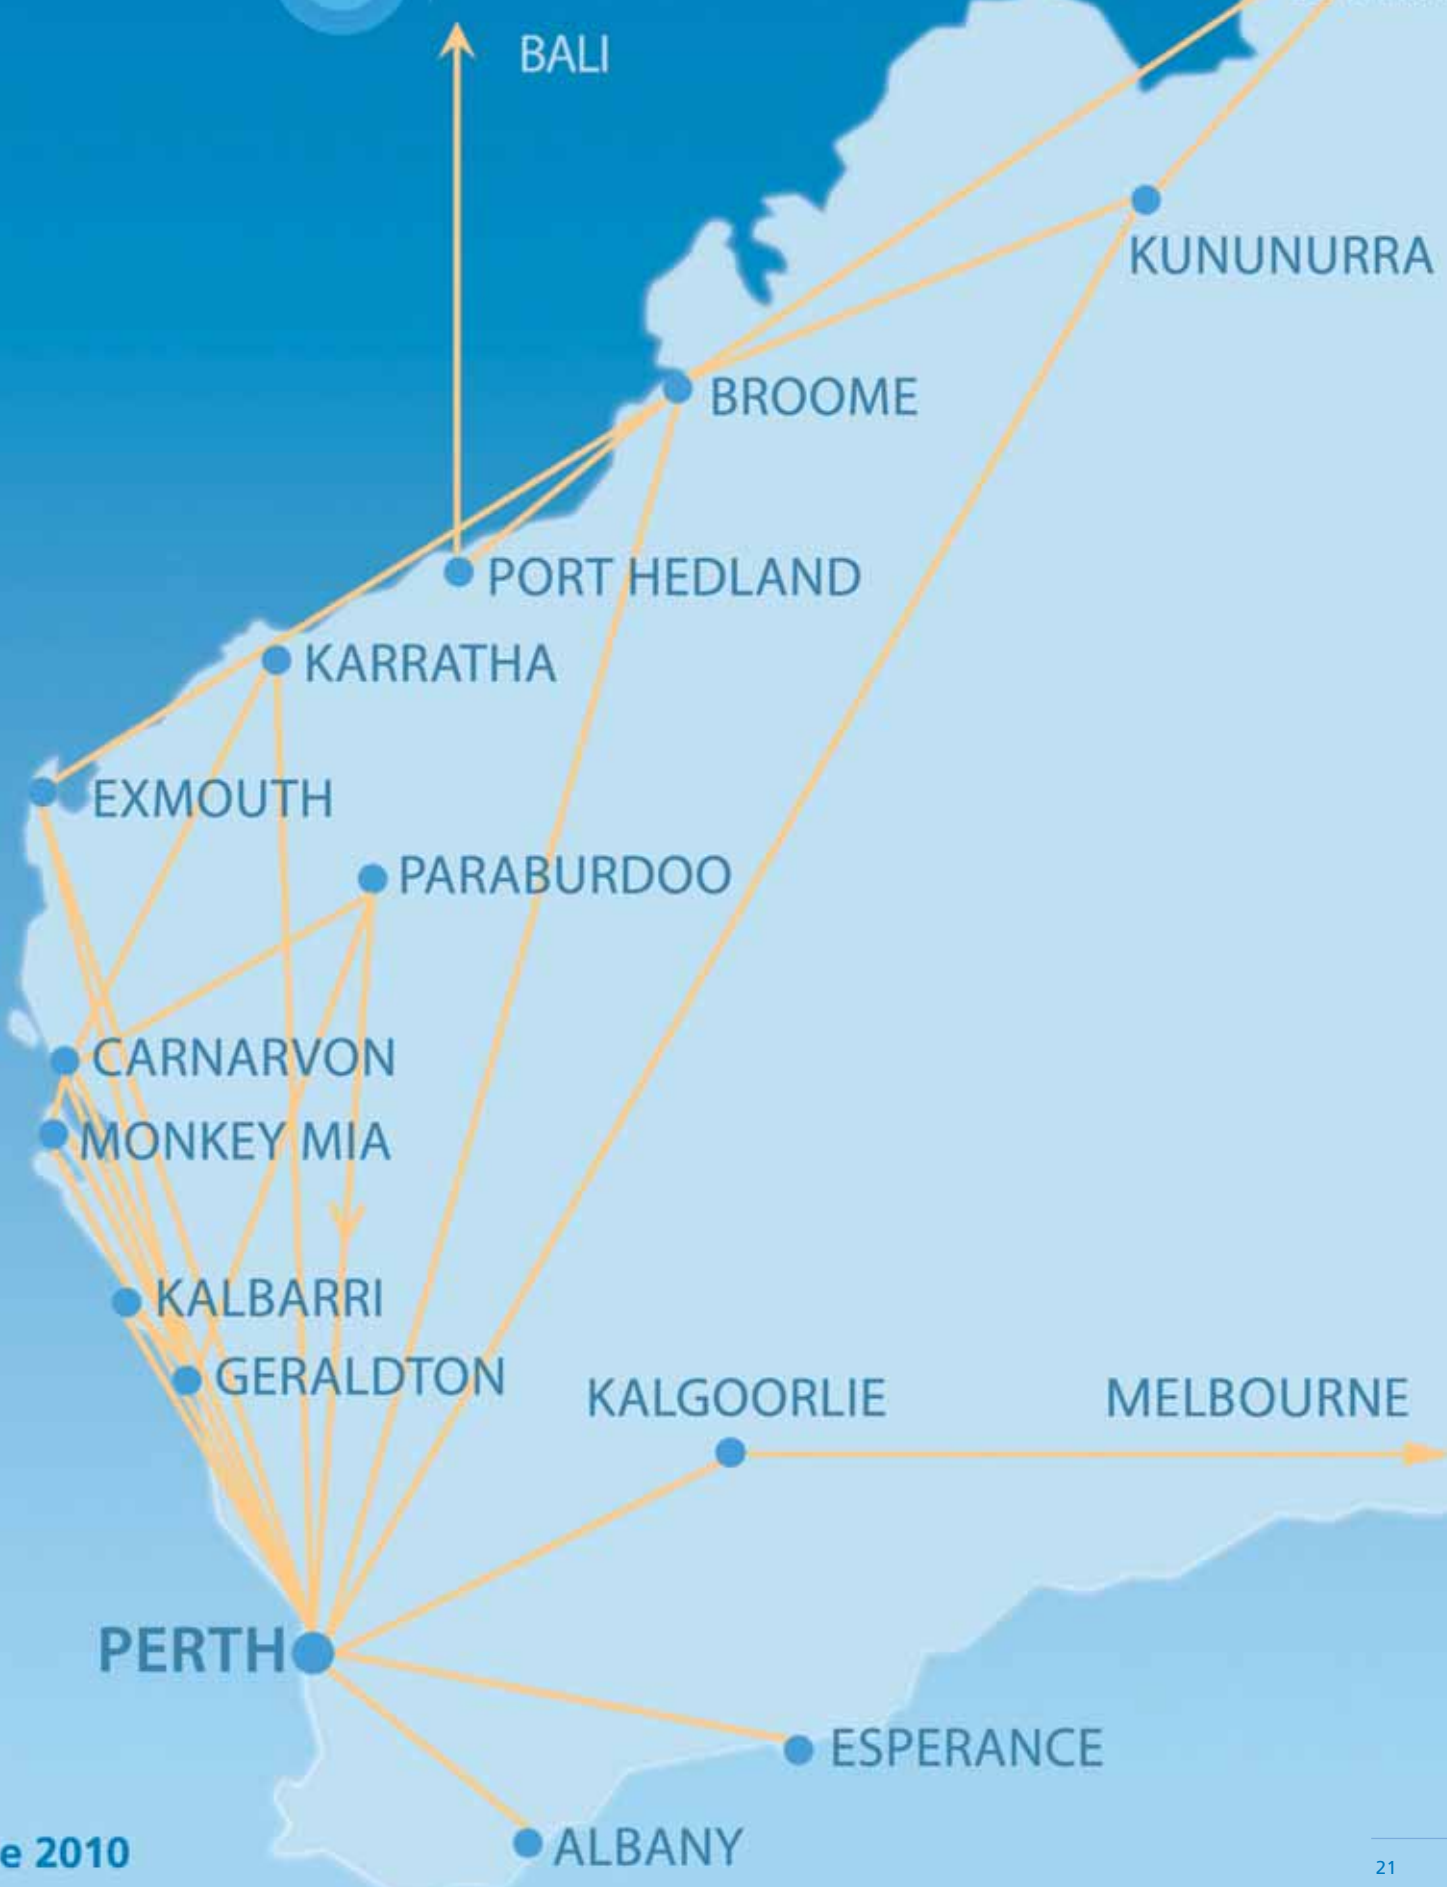 BALI
KUNUNURRA
BROOME
PORT HEDLAND
KARRATHA
EXMOUTH
PARABURDOO
CARNARVON
MONKEY MIA
KALBARRI
GERALDTON
KALGOORLIE
MELBOURNE
PERTH
ESPERANCE
ALBANY
e 2010
21